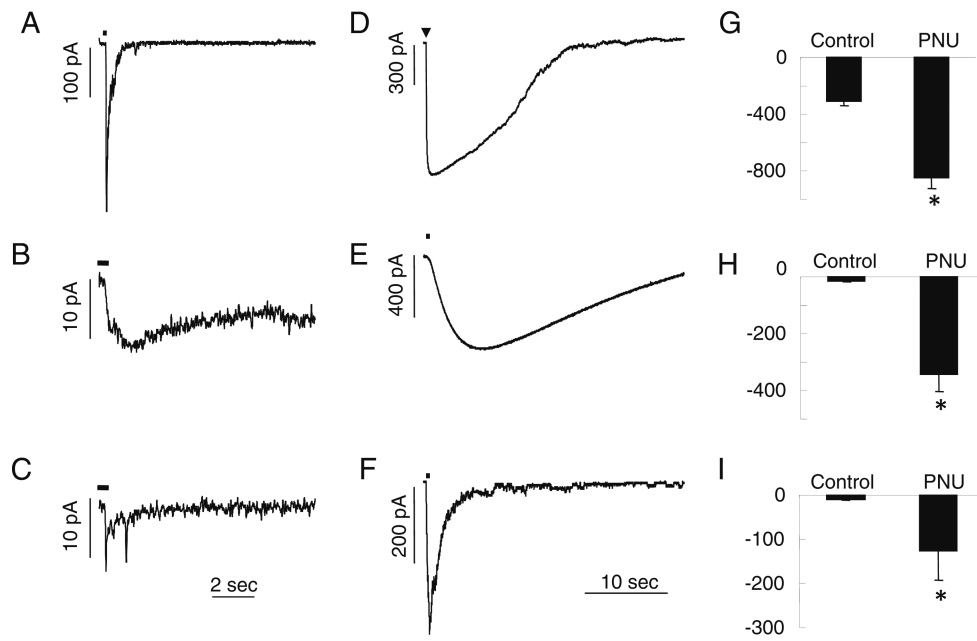 A
100 pA
D
300 pA
G
Control PNU
0
-400
-800
*
B
10 pA
E
400 pA
H
Control PNU
0
-200
-400
*
C
10 pA
2 sec
F
200 pA
10 sec
I
Control PNU
0
-100
-200
-300
*